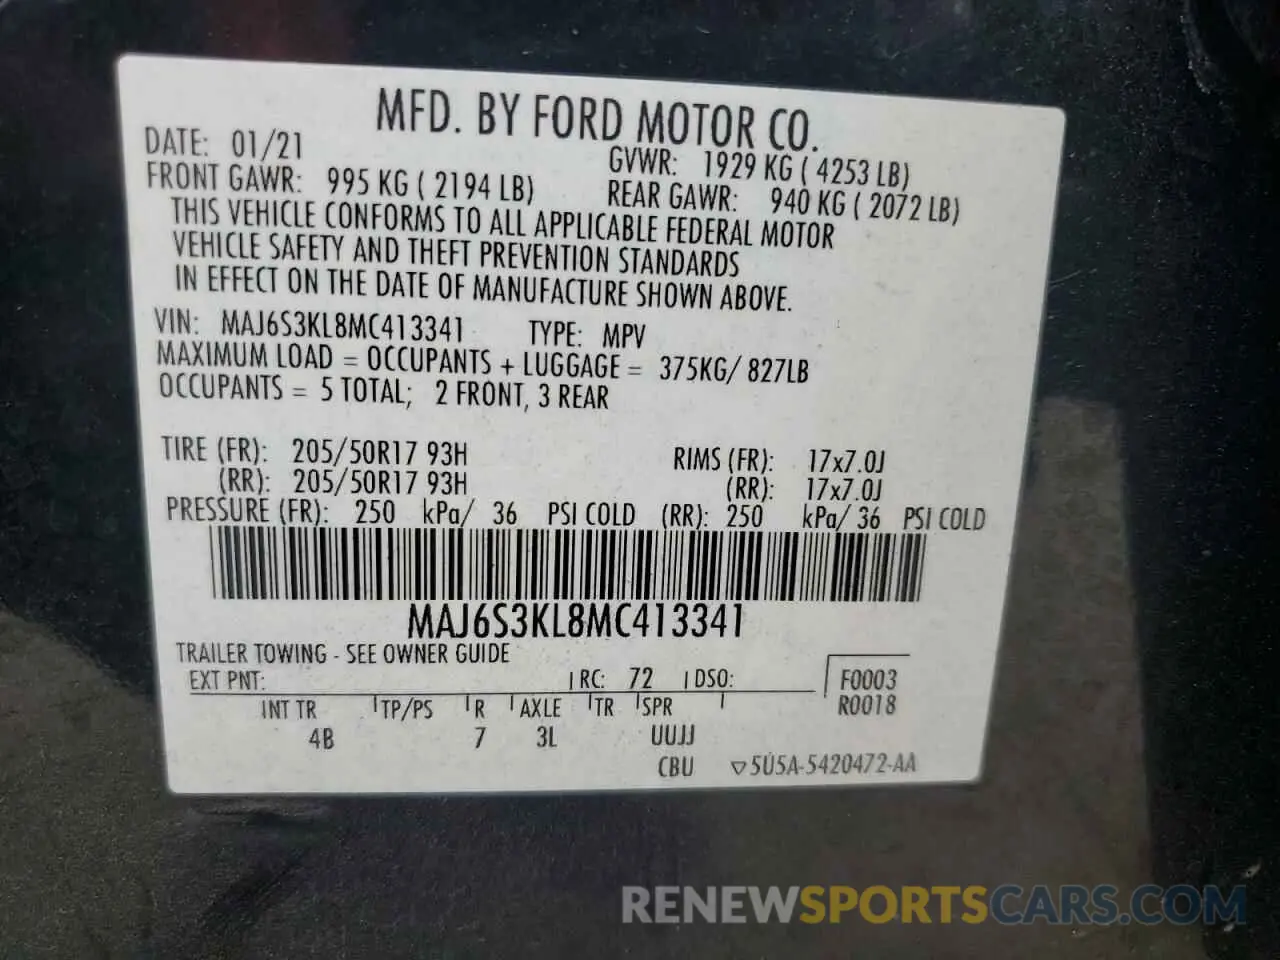 MFD. BY FORD MOTOR CO.
DATE: 01/21 GVWR: 1929 KG ( 4253 LB)
FRONT GAWR: 995 KG ( 2194 LB) REAR GAWR: 940 KG ( 2072 LB)
THIS VEHICLE CONFORMS TO ALL APPLICABLE FEDERAL MOTOR
VEHICLE SAFETY AND THEFT PREVENTION STANDARDS
IN EFFECT ON THE DATE OF MANUFACTURE SHOWN ABOVE.
VIN: MAJ6S3KL8MC413341 TYPE: MPV
MAXIMUM LOAD = OCCUPANTS + LUGGAGE = 375KG/ 827LB
OCCUPANTS = 5 TOTAL; 2 FRONT, 3 REAR
TIRE (FR): 205/50R17 93H RIMS (FR): 17x7.0J
(RR): 205/50R17 93H (RR): 17x7.0J
PRESSURE (FR): 250 kPa/ 36 PSI COLD (RR): 250 kPa/ 36 PSI COLD
MAJ6S3KL8MC413341
TRAILER TOWING - SEE OWNER GUIDE
EXT PNT: RC: 72 DSO: F0003
INT TR TP/PS R AXLE TR SPR R0018
4B 7 3L UUJJ
CBU ▽5U5A-5420472-AA
RENEWSPORTSCARS.COM